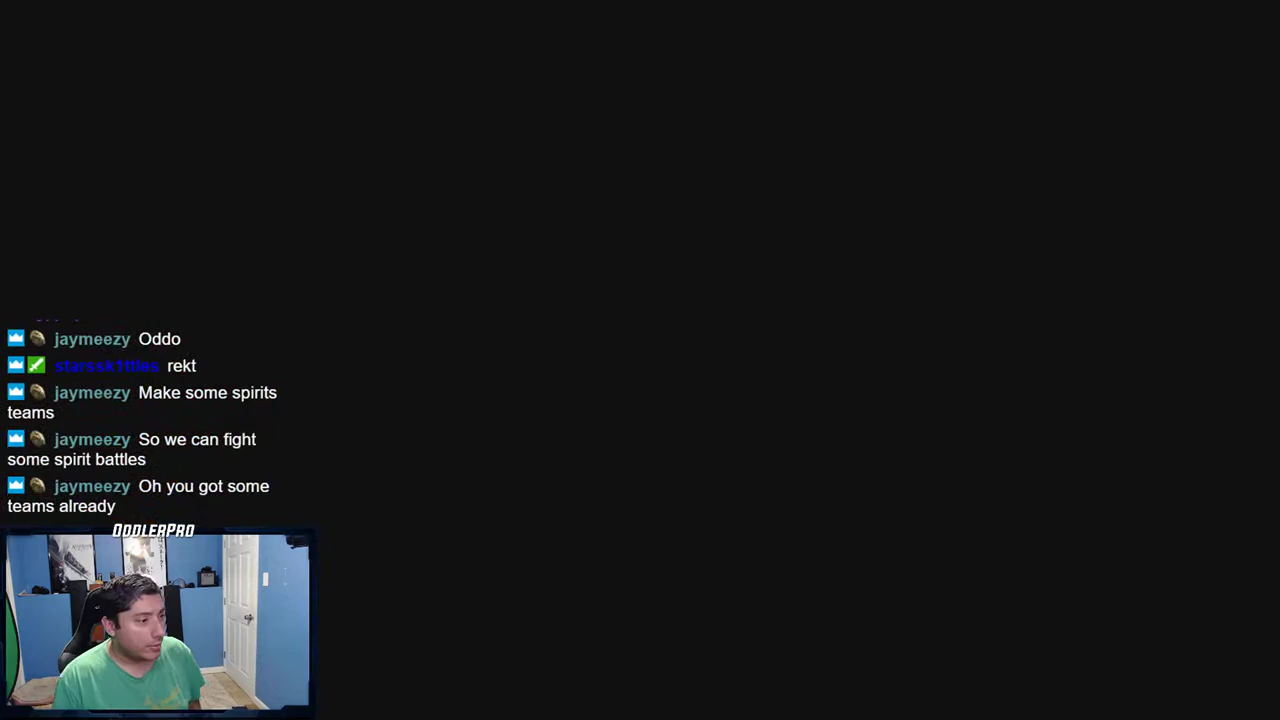 jaymeezy Oddo
starssk1ttles rekt
jaymeezy Make some spirits
teams
jaymeezy So we can fight
some spirit battles
jaymeezy Oh you got some
teams already
ODDLERPRO